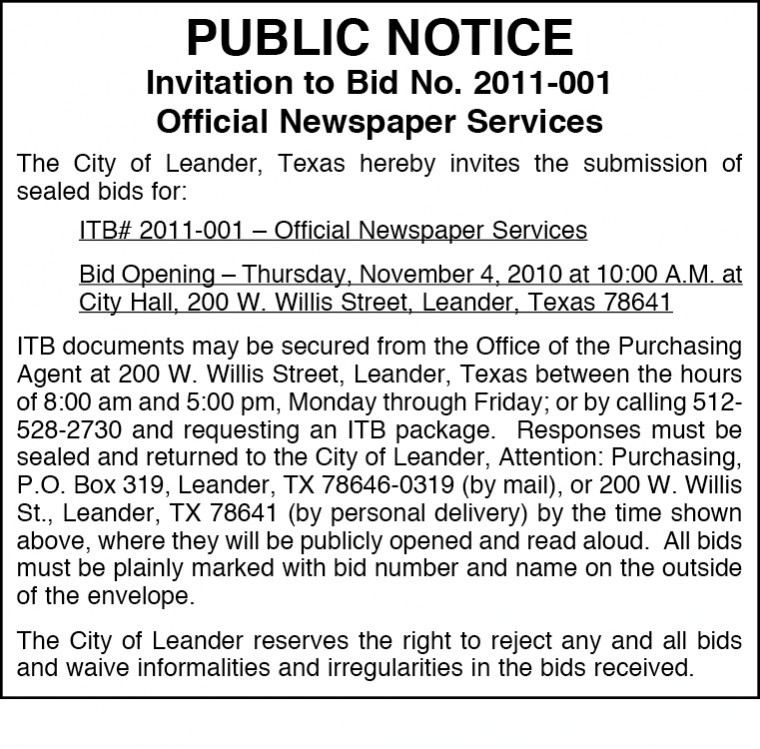 PUBLIC NOTICE
Invitation to Bid No. 2011-001
Official Newspaper Services
The City of Leander, Texas hereby invites the submission of
sealed bids for:
ITB# 2011-001 – Official Newspaper Services
Bid Opening – Thursday, November 4, 2010 at 10:00 A.M. at
City Hall, 200 W. Willis Street, Leander, Texas 78641
ITB documents may be secured from the Office of the Purchasing
Agent at 200 W. Willis Street, Leander, Texas between the hours
of 8:00 am and 5:00 pm, Monday through Friday; or by calling 512-
528-2730 and requesting an ITB package.  Responses must be
sealed and returned to the City of Leander, Attention: Purchasing,
P.O. Box 319, Leander, TX 78646-0319 (by mail), or 200 W. Willis
St., Leander, TX 78641 (by personal delivery) by the time shown
above, where they will be publicly opened and read aloud.  All bids
must be plainly marked with bid number and name on the outside
of the envelope.
The City of Leander reserves the right to reject any and all bids
and waive informalities and irregularities in the bids received.